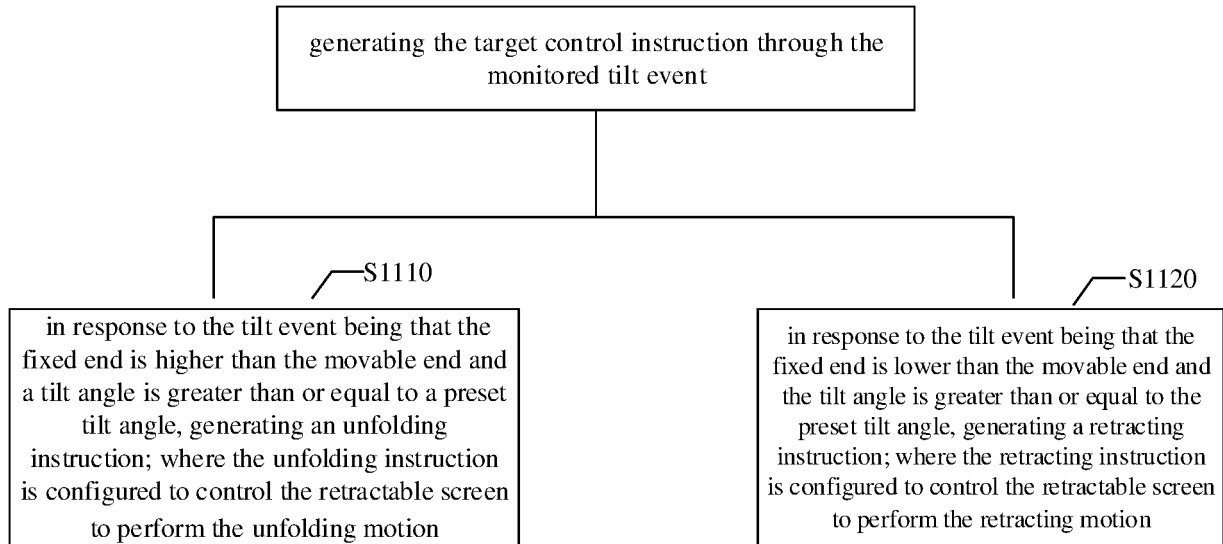 generating the target control instruction through the
monitored tilt event
S1110
in response to the tilt event being that the
fixed end is higher than the movable end and
a tilt angle is greater than or equal to a preset
tilt angle, generating an unfolding
instruction; where the unfolding instruction
is configured to control the retractable screen
to perform the unfolding motion
S1120
in response to the tilt event being that the
fixed end is lower than the movable end and
the tilt angle is greater than or equal to the
preset tilt angle, generating a retracting
instruction; where the retracting instruction
is configured to control the retractable screen
to perform the retracting motion